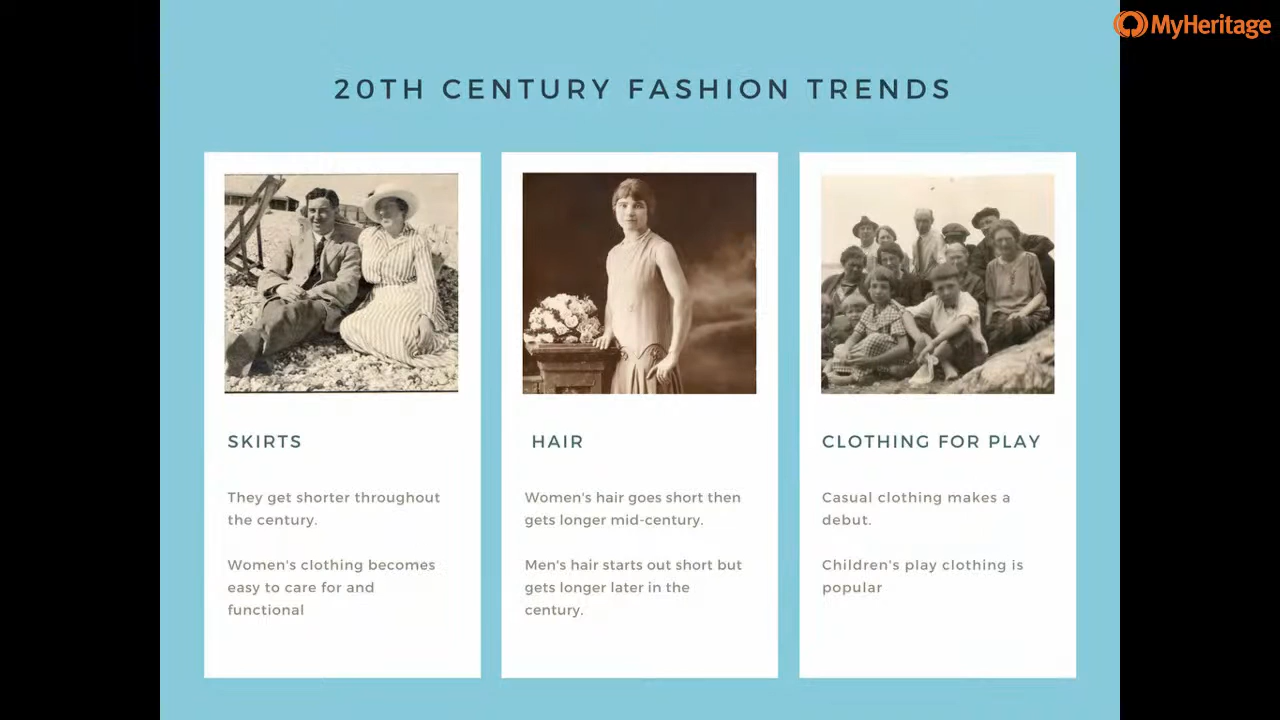 MyHeritage
20TH CENTURY FASHION TRENDS
SKIRTS
They get shorter throughout
the century.
Women's clothing becomes
easy to care for and
functional
HAIR
Women's hair goes short then
gets longer mid-century.
Men's hair starts out short but
gets longer later in the
century.
CLOTHING FOR PLAY
Casual clothing makes a
debut.
Children's play clothing is
popular